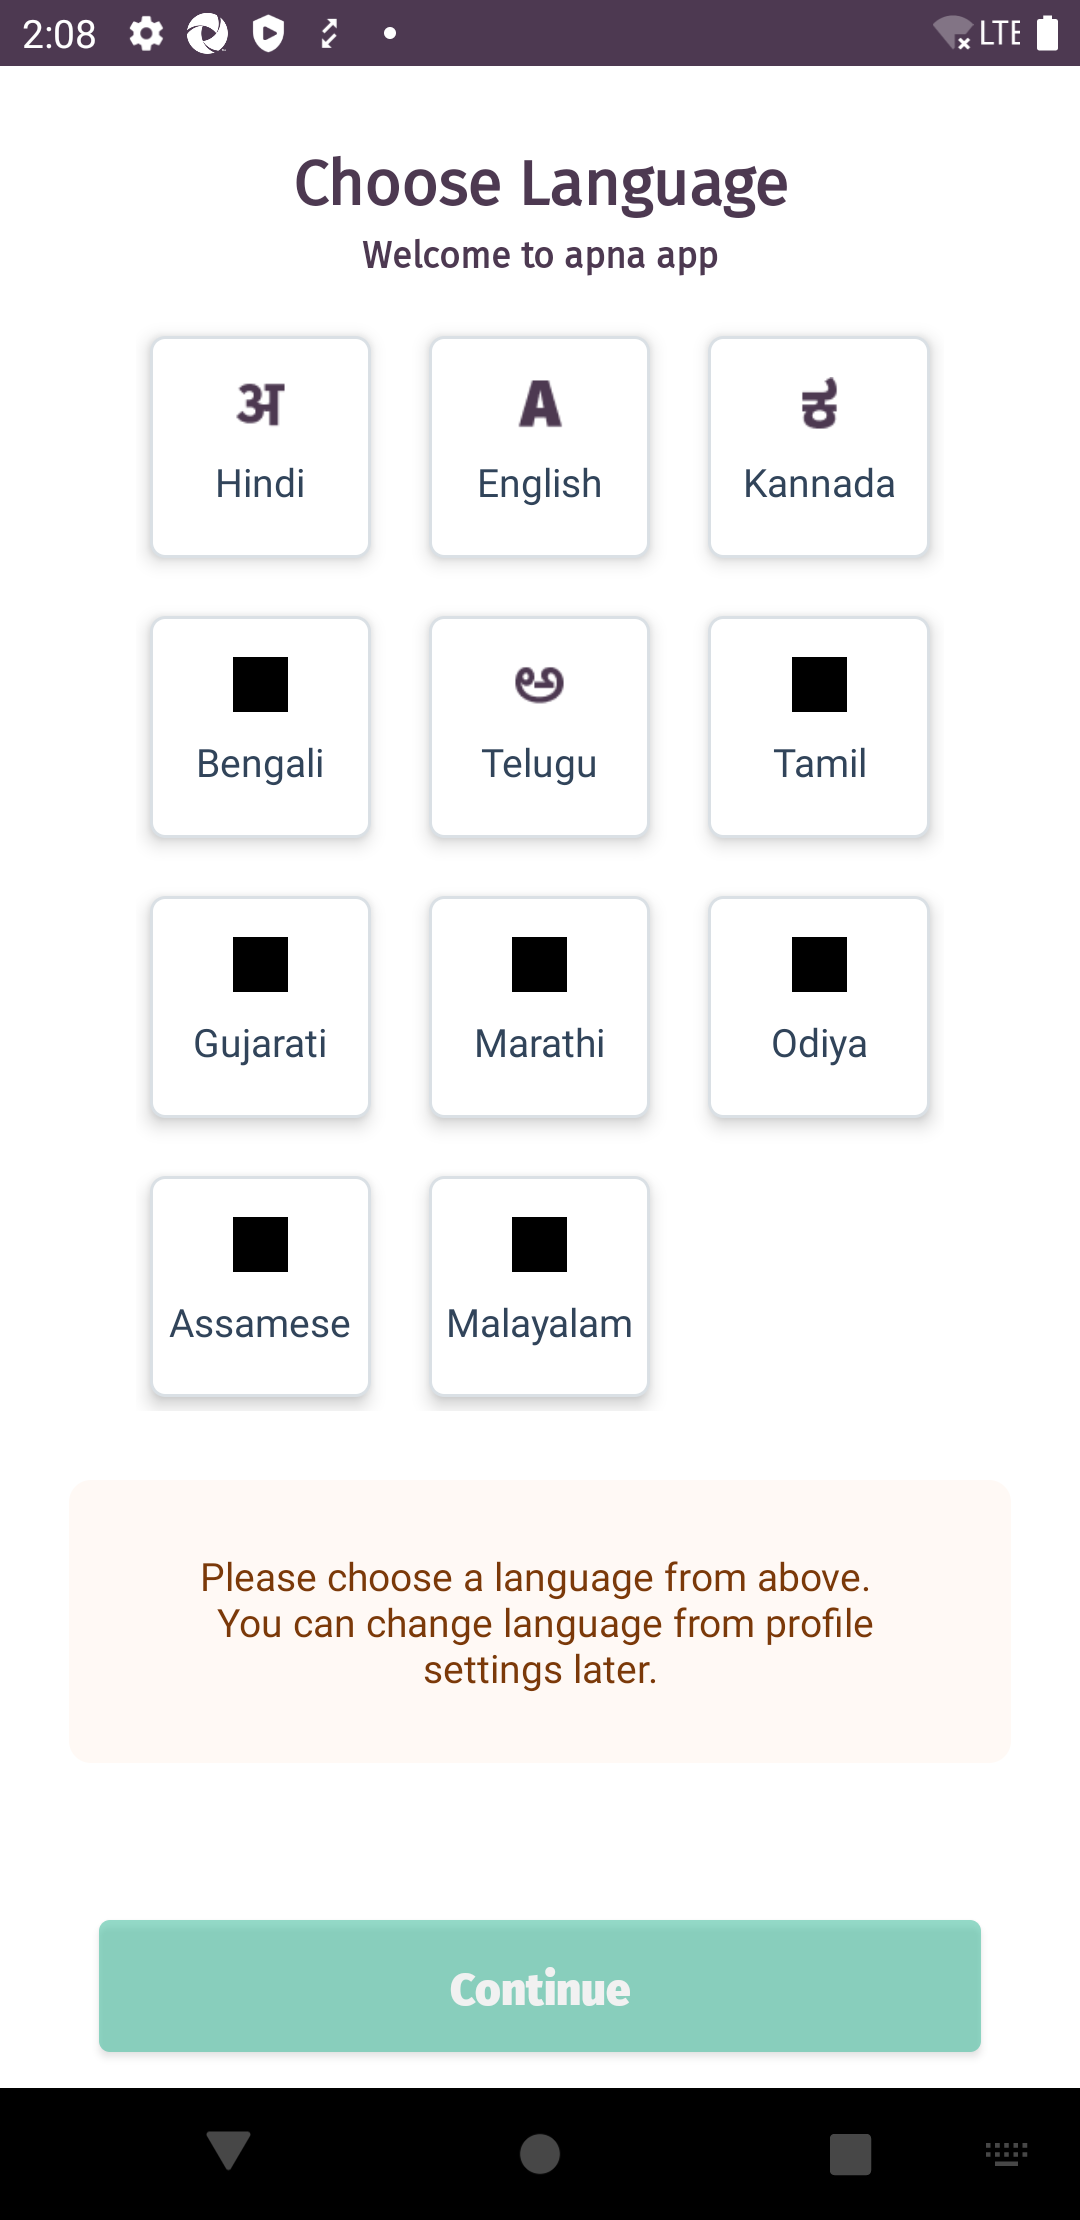 2:08 LTE
Choose Language
Welcome to apna app
अ A ಕ
Hindi English Kannada
అ
Bengali Telugu Tamil
Gujarati Marathi Odiya
Assamese Malayalam
Please choose a language from above.
You can change language from profile
settings later.
Continue